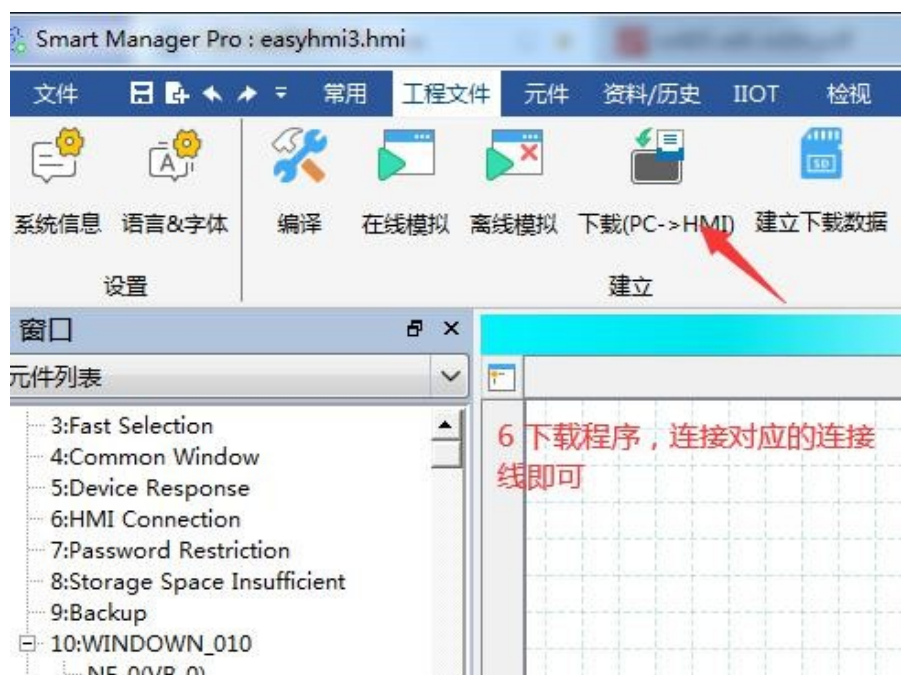 Smart Manager Pro : easyhmi3.hmi
文件 常用 工程文件 元件 资料/历史 IIOT 检视
SD
系统信息 语言&字体 编译 在线模拟 离线模拟 下载(PC->HMI) 建立下载数据
设置 建立
窗口
元件列表
3:Fast Selection
4:Common Window
5:Device Response
6:HMI Connection
7:Password Restriction
8:Storage Space Insufficient
9:Backup
10:WINDOWN_010
NE_0(VB_0)
6 下载程序，连接对应的连接
线即可